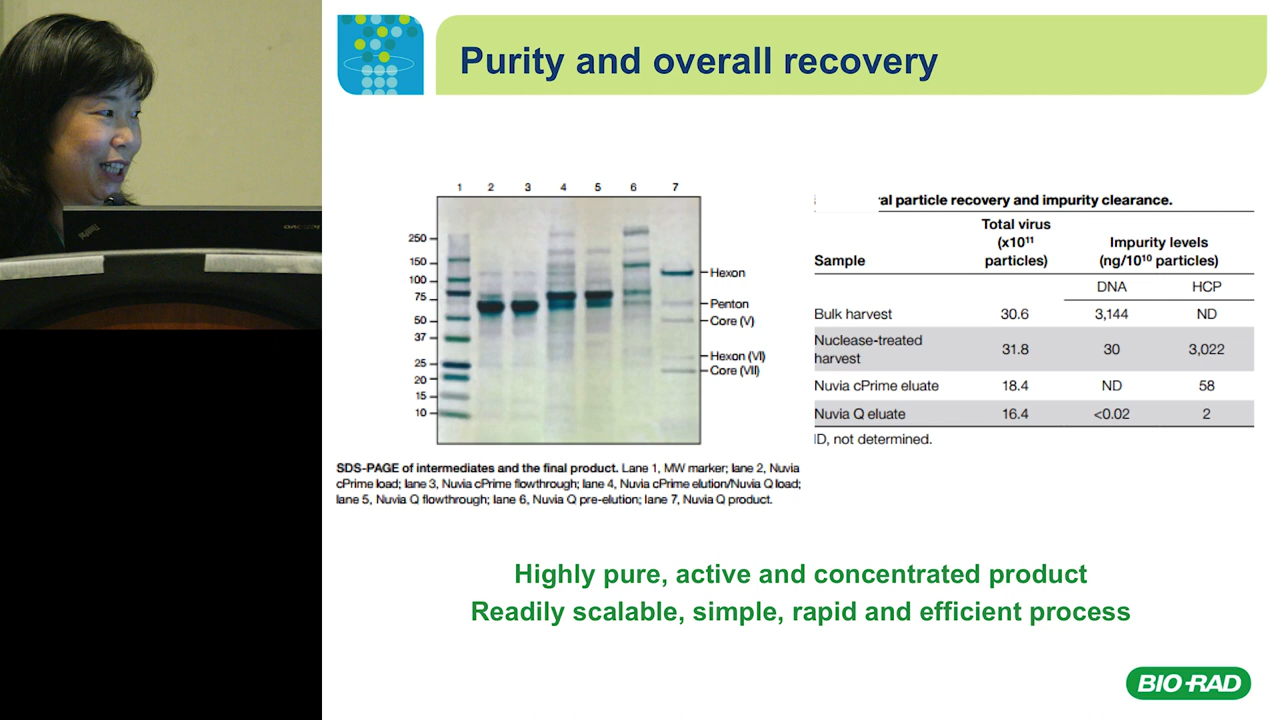 Purity and overall recovery
1 2 3 4 5 6 7
250
150
100
75
50
37
25
20
15
10
Hexon
Penton
Core (V)
Hexon (VI)
Core (VII)
SDS-PAGE of intermediates and the final product. Lane 1, MW marker; lane 2, Nuvia
cPrime load; lane 3, Nuvia cPrime flowthrough; lane 4, Nuvia cPrime elution/Nuvia Q load;
lane 5, Nuvia Q flowthrough; lane 6, Nuvia Q pre-elution; lane 7, Nuvia Q product.
al particle recovery and impurity clearance.
Sample
Total virus
(x10¹¹
particles)
Impurity levels
(ng/10¹⁰ particles)
DNA HCP
Bulk harvest 30.6 3,144 ND
Nuclease-treated
harvest 31.8 30 3,022
Nuvia cPrime eluate 18.4 ND 58
Nuvia Q eluate 16.4 <0.02 2
D, not determined.
Highly pure, active and concentrated product
Readily scalable, simple, rapid and efficient process
BIO-RAD